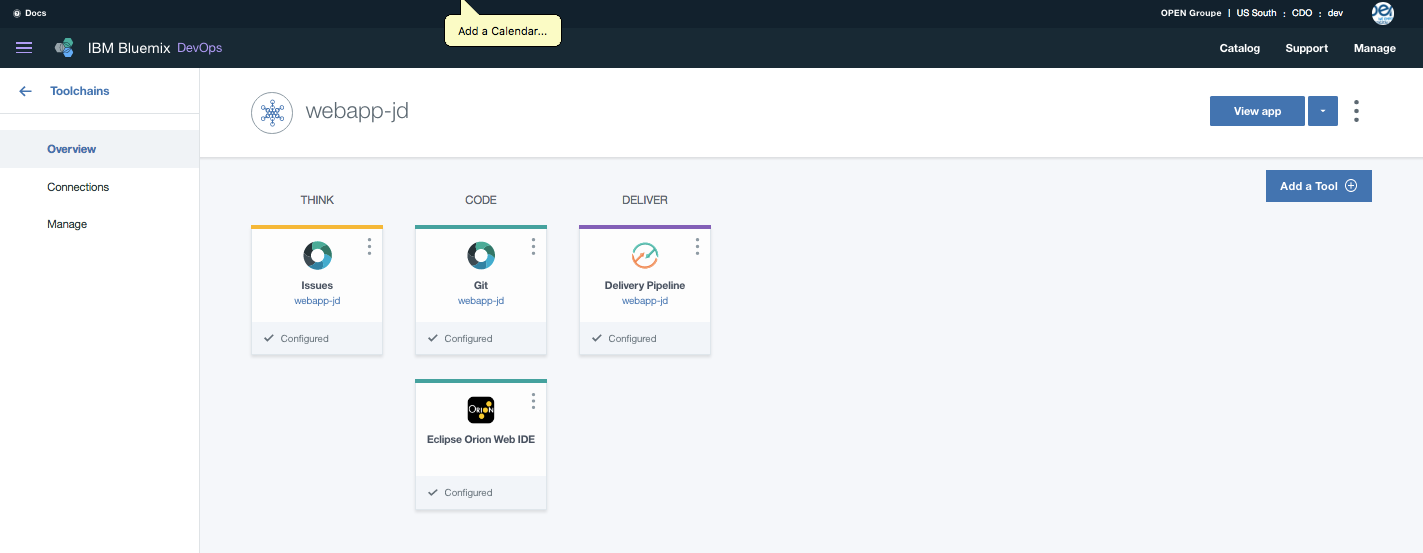 Docs
Add a Calendar...
OPEN Groupe | US South : CDO : dev
IBM Bluemix DevOps
Catalog Support Manage
Toolchains
webapp-jd
View app
Overview
Connections
Manage
Add a Tool
THINK CODE DELIVER
Issues
webapp-jd
Configured
Git
webapp-jd
Configured
Delivery Pipeline
webapp-jd
Configured
ORION
Eclipse Orion Web IDE
Configured